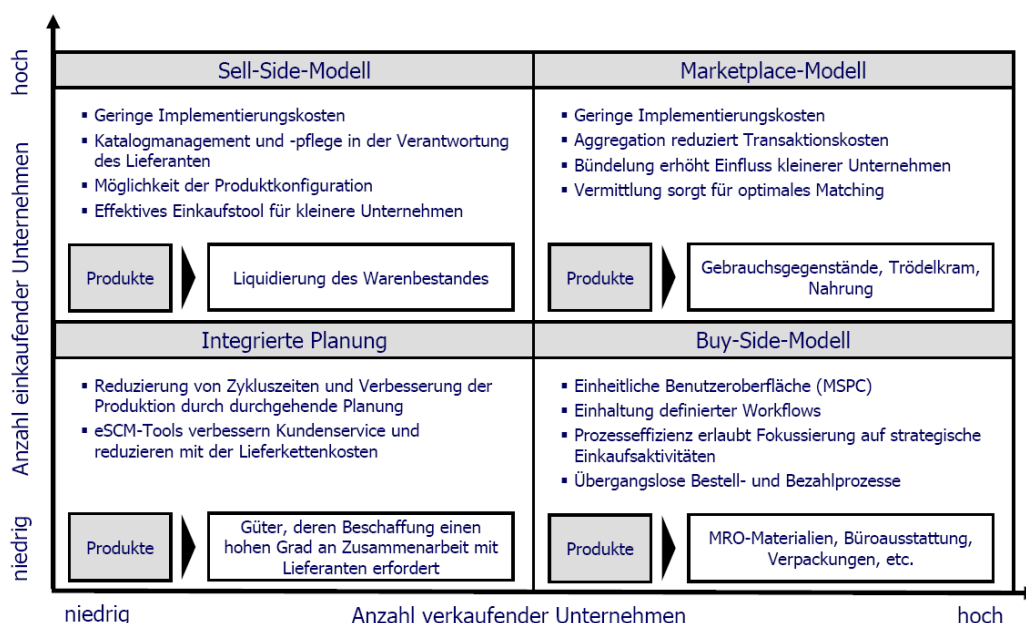 hoch
Anzahl einkaufender Unternehmen
niedrig
Sell-Side-Modell
▪ Geringe Implementierungskosten
▪ Katalogmanagement und -pflege in der Verantwortung
des Lieferanten
▪ Möglichkeit der Produktkonfiguration
▪ Effektives Einkaufstool für kleinere Unternehmen
Produkte
Liquidierung des Warenbestandes
Marketplace-Modell
▪ Geringe Implementierungskosten
▪ Aggregation reduziert Transaktionskosten
▪ Bündelung erhöht Einfluss kleinerer Unternehmen
▪ Vermittlung sorgt für optimales Matching
Produkte
Gebrauchsgegenstände, Trödelkram,
Nahrung
Integrierte Planung
▪ Reduzierung von Zykluszeiten und Verbesserung der
Produktion durch durchgehende Planung
▪ eSCM-Tools verbessern Kundenservice und
reduzieren mit der Lieferkettenkosten
Produkte
Güter, deren Beschaffung einen
hohen Grad an Zusammenarbeit mit
Lieferanten erfordert
Buy-Side-Modell
▪ Einheitliche Benutzeroberfläche (MSPC)
▪ Einhaltung definierter Workflows
▪ Prozesseffizienz erlaubt Fokussierung auf strategische
Einkaufsaktivitäten
▪ Übergangslose Bestell- und Bezahlprozesse
Produkte
MRO-Materialien, Büroausstattung,
Verpackungen, etc.
niedrig
Anzahl verkaufender Unternehmen
hoch